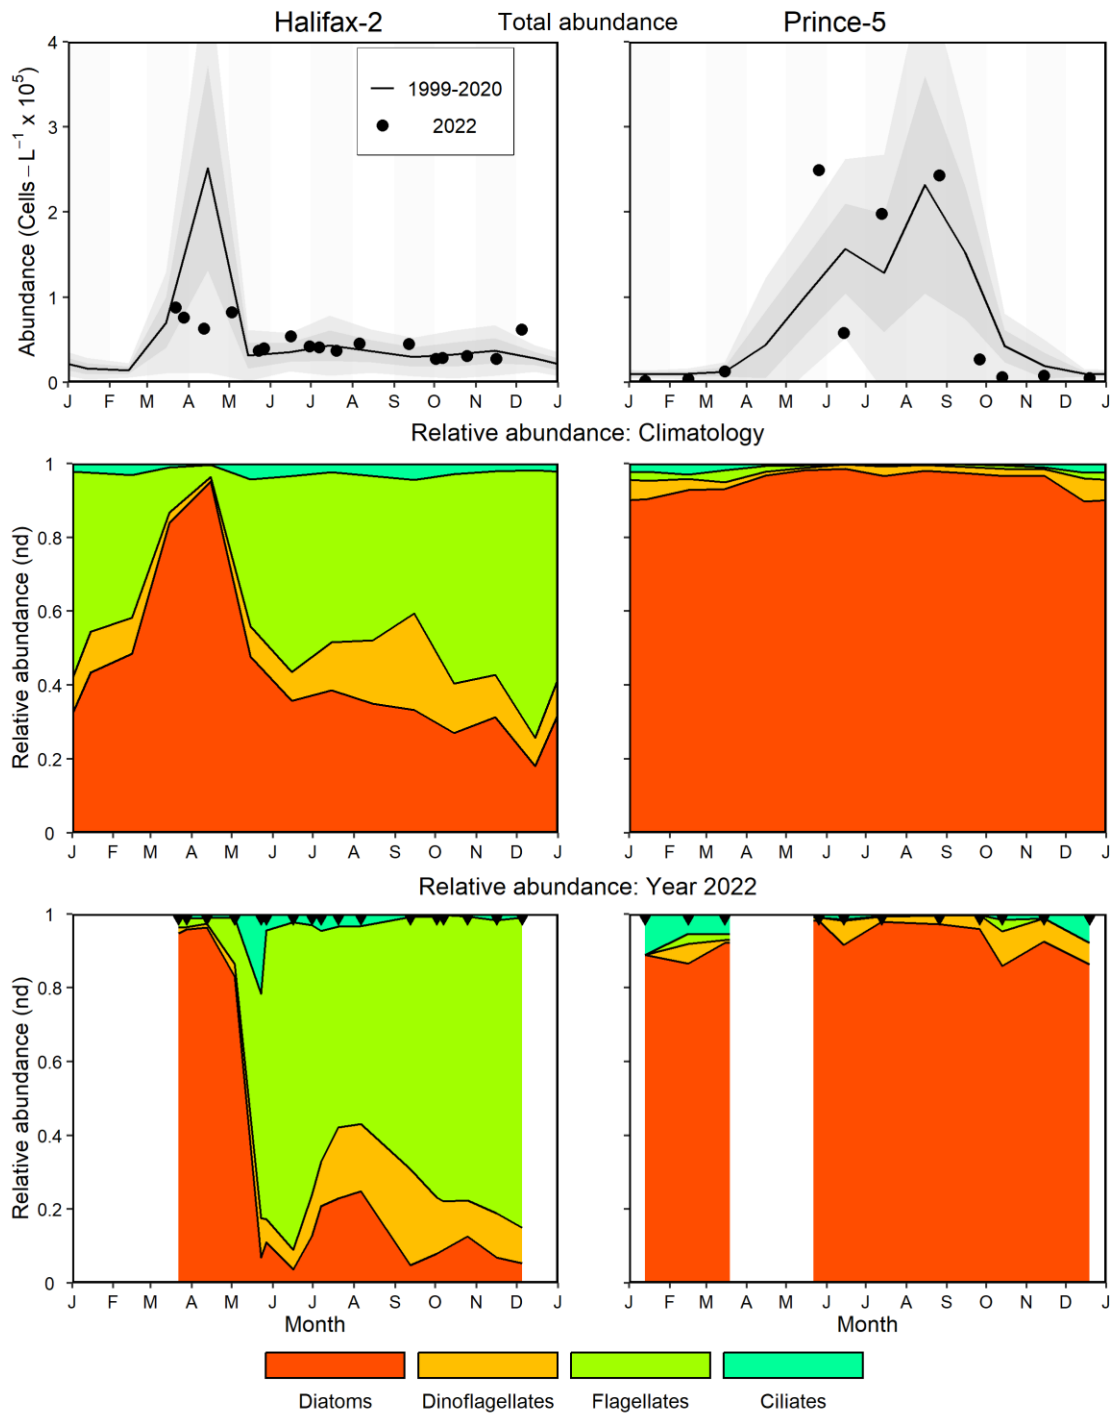 Halifax-2 Total abundance Prince-5
Abundance (Cells−L⁻¹ x 10⁵)
4
3
2
1
0
1999-2020
2022
J F M A M J J A S O N D J
J F M A M J J A S O N D J
Relative abundance: Climatology
Relative abundance (nd)
1
0.8
0.6
0.4
0.2
0
J F M A M J J A S O N D J
J F M A M J J A S O N D J
Relative abundance: Year 2022
Relative abundance (nd)
1
0.8
0.6
0.4
0.2
0
J F M A M J J A S O N D J
J F M A M J J A S O N D J
Month Month
Diatoms Dinoflagellates Flagellates Ciliates